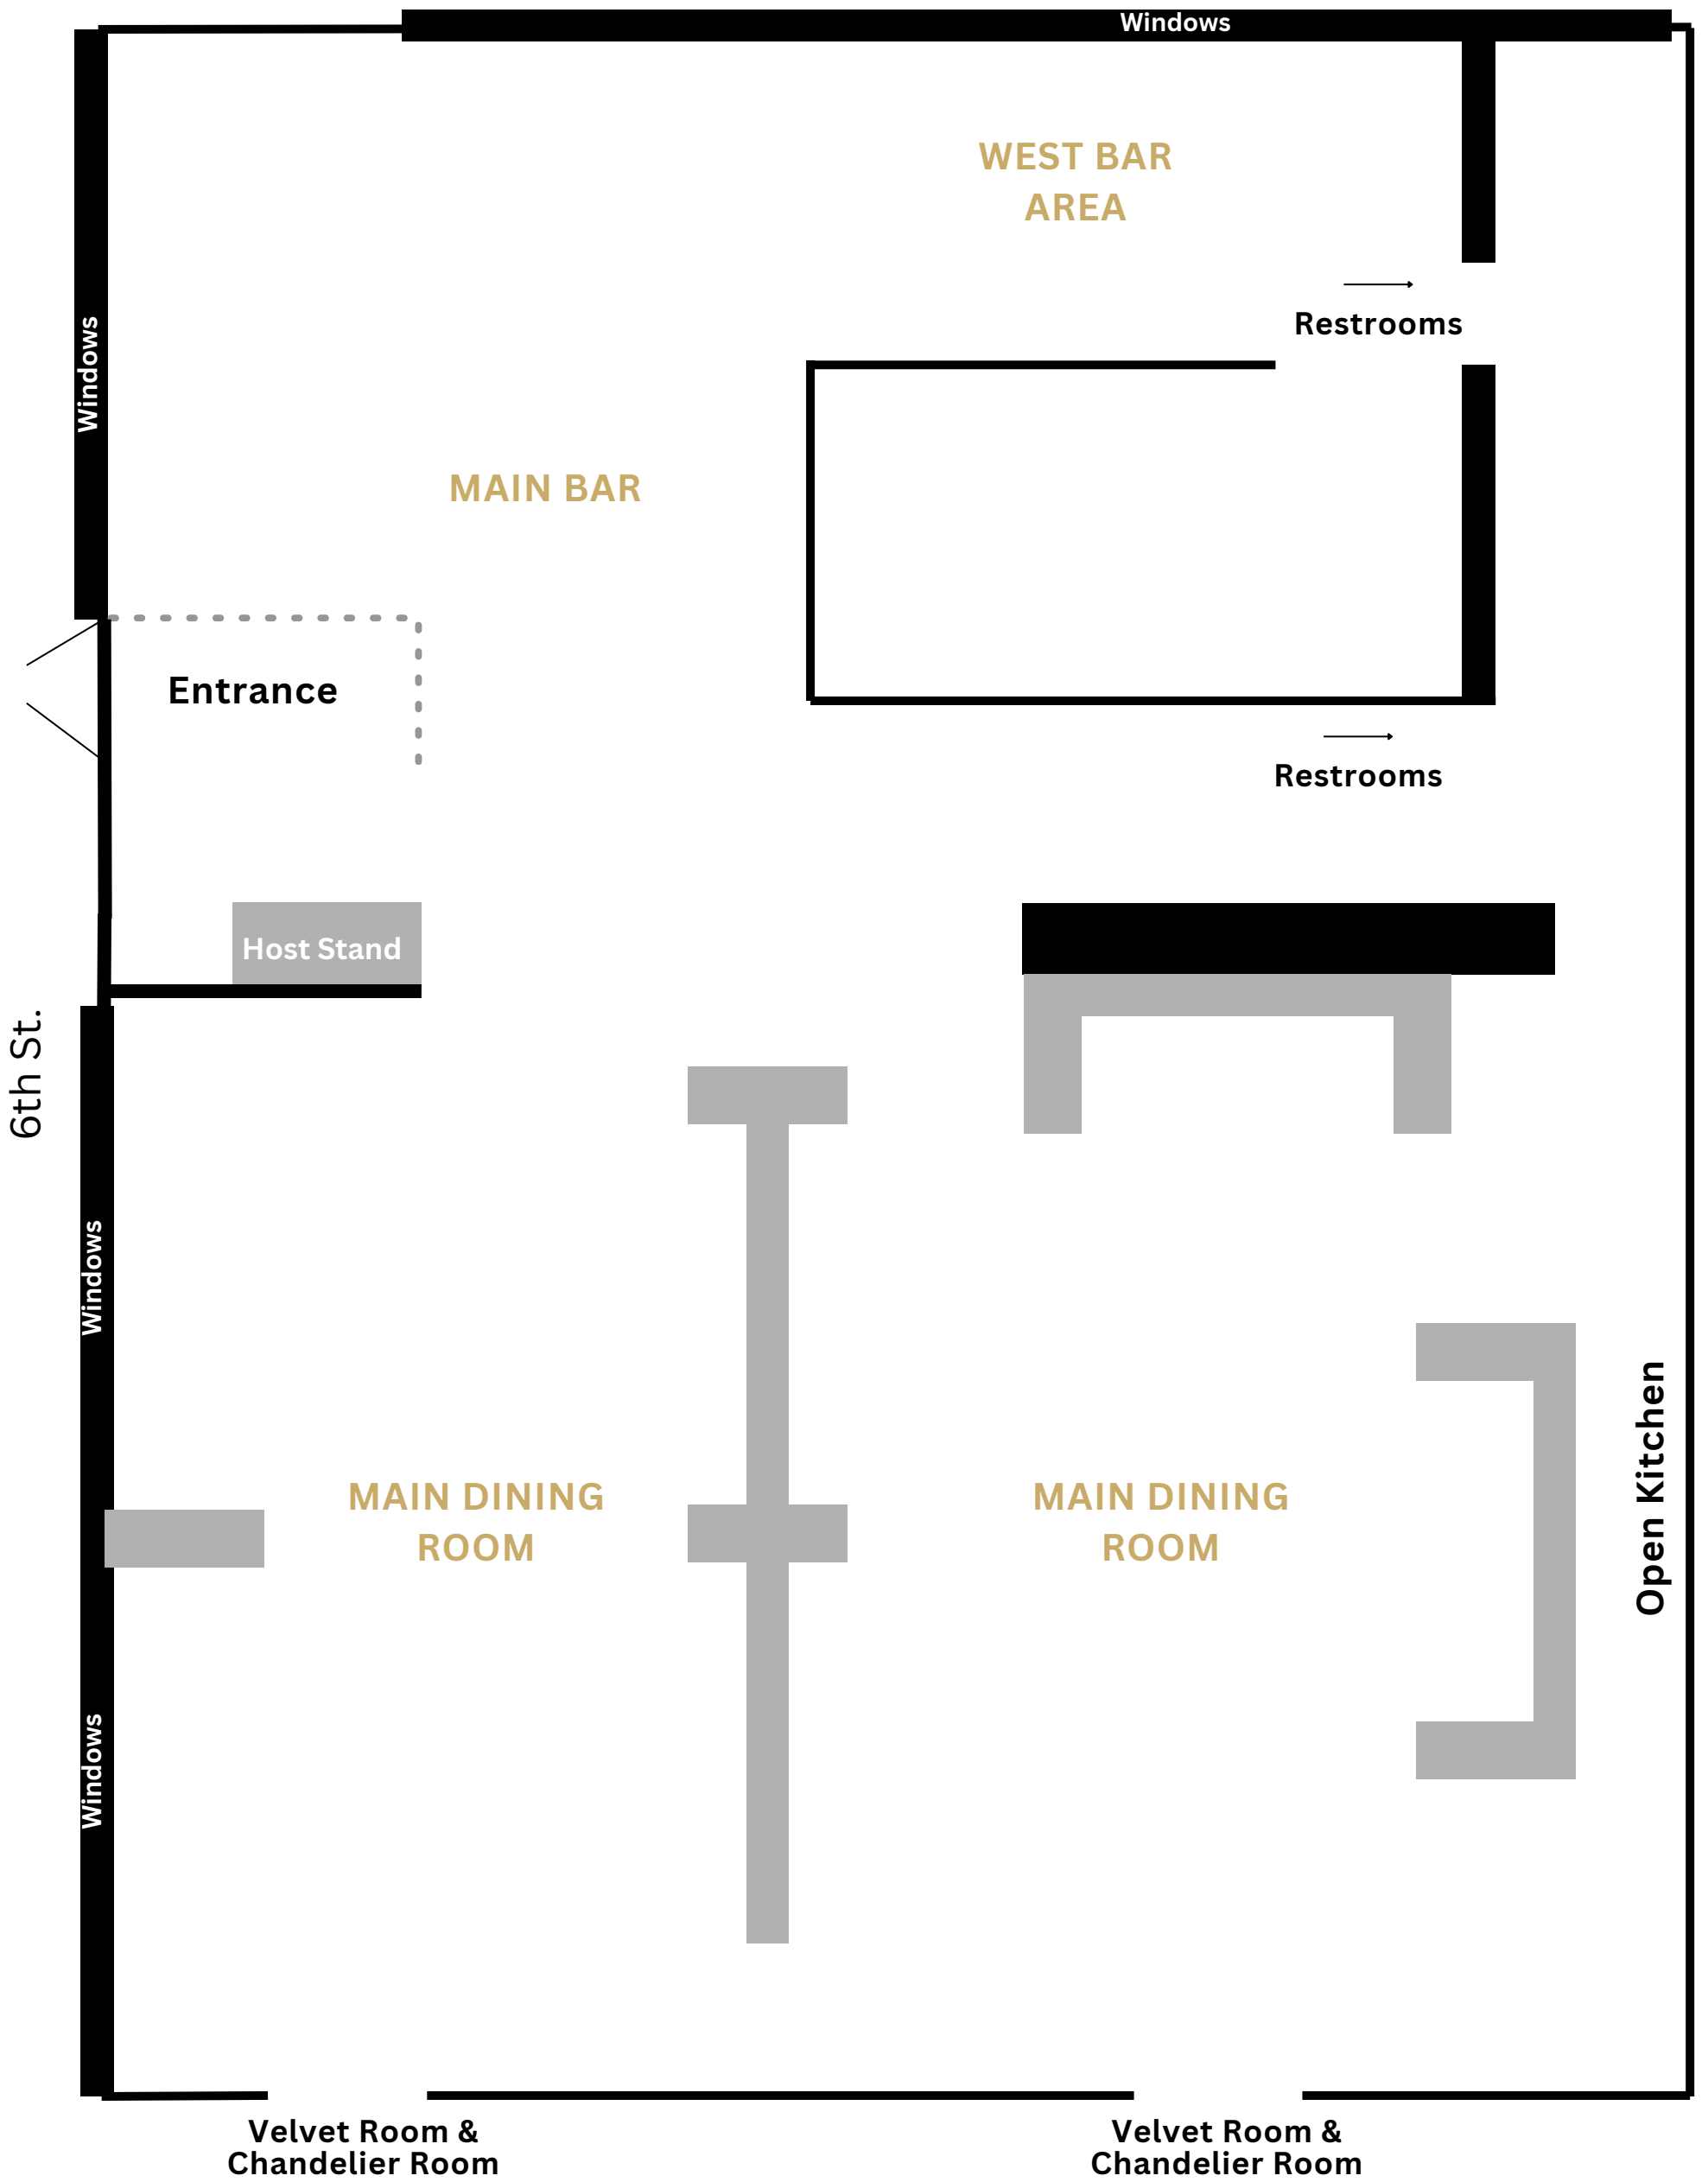 Windows
WEST BAR
AREA
Restrooms
Windows
MAIN BAR
Entrance
Restrooms
Host Stand
6th St.
Windows
MAIN DINING
ROOM
MAIN DINING
ROOM
Open Kitchen
Windows
Velvet Room &
Chandelier Room
Velvet Room &
Chandelier Room